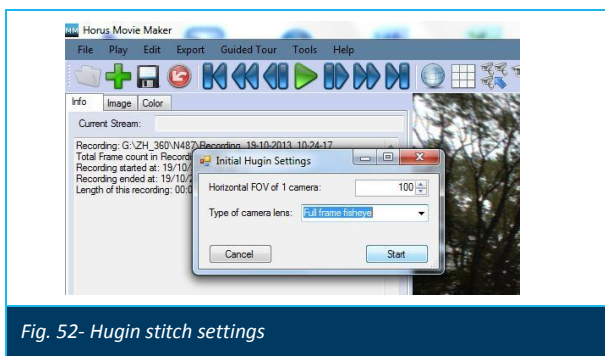 MM Horus Movie Maker
File Play Edit Export Guided Tour Tools Help
Info Image Color
Current Stream:
Recording: G:\ZH_360\N487\Recording_19-10-2013_10-24-17
Total Frame count in Recordi
Recording started at: 19/10/
Recording ended at: 19/10/2
Length of this recording: 00:0
Initial Hugin Settings
Horizontal FOV of 1 camera: 100
Type of camera lens: Full frame fisheye
Cancel Start
Fig. 52- Hugin stitch settings